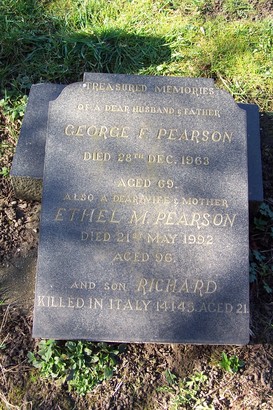 TREASURED MEMORIES
OF A DEAR HUSBAND & FATHER
GEORGE F. PEARSON
DIED 28TH DEC. 1963
AGED 69.
ALSO A DEAR WIFE & MOTHER
ETHEL M. PEARSON
DIED 21ST MAY 1992
AGED 96.
AND SON RICHARD
KILLED IN ITALY 14.4.45. AGED 21.